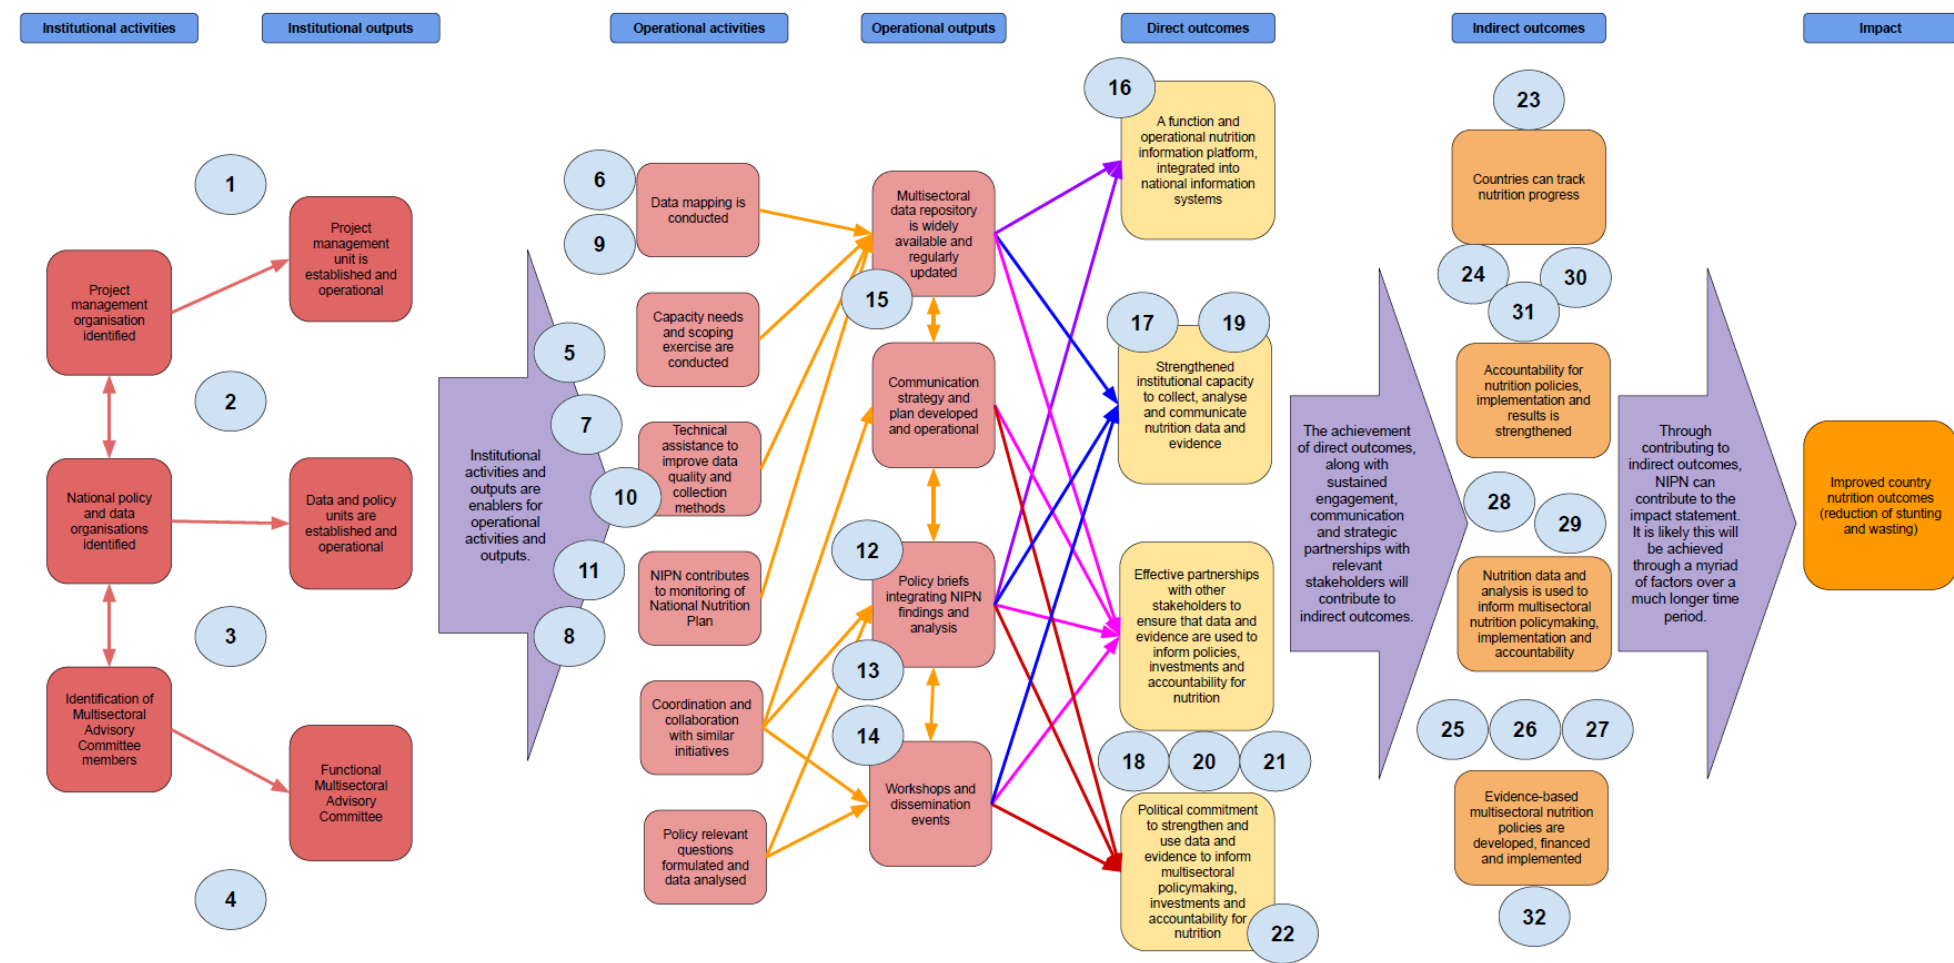 Institutional activities
Institutional outputs
Operational activities
Operational outputs
Direct outcomes
Indirect outcomes
Impact
1
2
3
4
Project
management
organisation
identified
National policy
and data
organisations
identified
Identification of
Multisectoral
Advisory
Committee
members
Project
management
unit is
established and
operational
Data and policy
units are
established and
operational
Functional
Multisectoral
Advisory
Committee
Institutional
activities and
outputs are
enablers for
operational
activities and
outputs.
5
7
10
11
8
6
9
Data mapping is
conducted
Capacity needs
and scoping
exercise are
conducted
Technical
assistance to
improve data
quality and
collection
methods
NIPN contributes
to monitoring of
National Nutrition
Plan
Coordination and
collaboration
with similar
initiatives
Policy relevant
questions
formulated and
data analysed
Multisectoral
data repository
is widely
available and
regularly
updated
15
Communication
strategy and
plan developed
and operational
12
Policy briefs
integrating NIPN
findings and
analysis
13
14
Workshops and
dissemination
events
16
A function and
operational nutrition
information platform,
integrated into
national information
systems
17
19
Strengthened
institutional capacity
to collect, analyse
and communicate
nutrition data and
evidence
Effective partnerships
with other
stakeholders to
ensure that data and
evidence are used to
inform policies,
investments and
accountability for
nutrition
18
20
21
Political commitment
to strengthen and
use data and
evidence to inform
multisectoral
policymaking,
investments and
accountability for
nutrition
22
The achievement
of direct outcomes,
along with
sustained
engagement,
communication
and strategic
partnerships with
relevant
stakeholders will
contribute to
indirect outcomes.
23
Countries can track
nutrition progress
24
30
31
Accountability for
nutrition policies,
implementation and
results is
strengthened
28
29
Nutrition data and
analysis is used to
inform multisectoral
nutrition policymaking,
implementation and
accountability
25
26
27
Evidence-based
multisectoral nutrition
policies are
developed, financed
and implemented
32
Through
contributing to
indirect outcomes,
NIPN can
contribute to the
impact statement.
It is likely this will
be achieved
through a myriad
of factors over a
much longer time
period.
Improved country
nutrition outcomes
(reduction of stunting
and wasting)